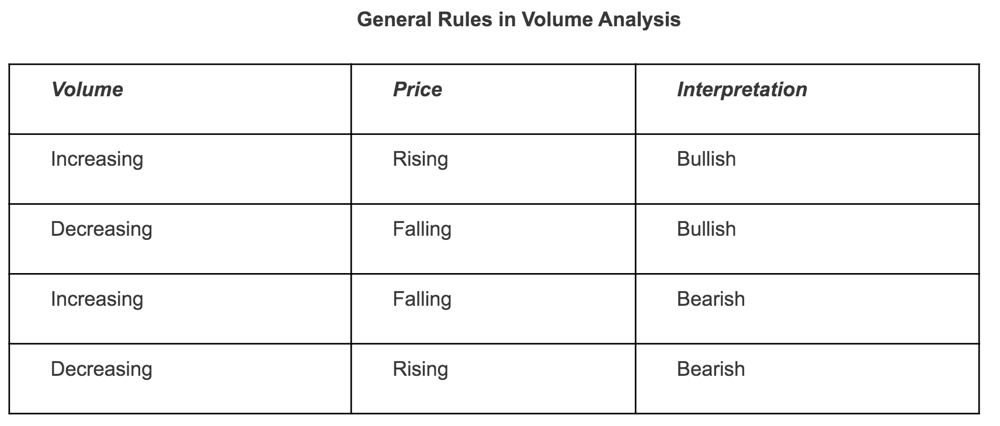 General Rules in Volume Analysis
Volume Price Interpretation
Increasing Rising Bullish
Decreasing Falling Bullish
Increasing Falling Bearish
Decreasing Rising Bearish